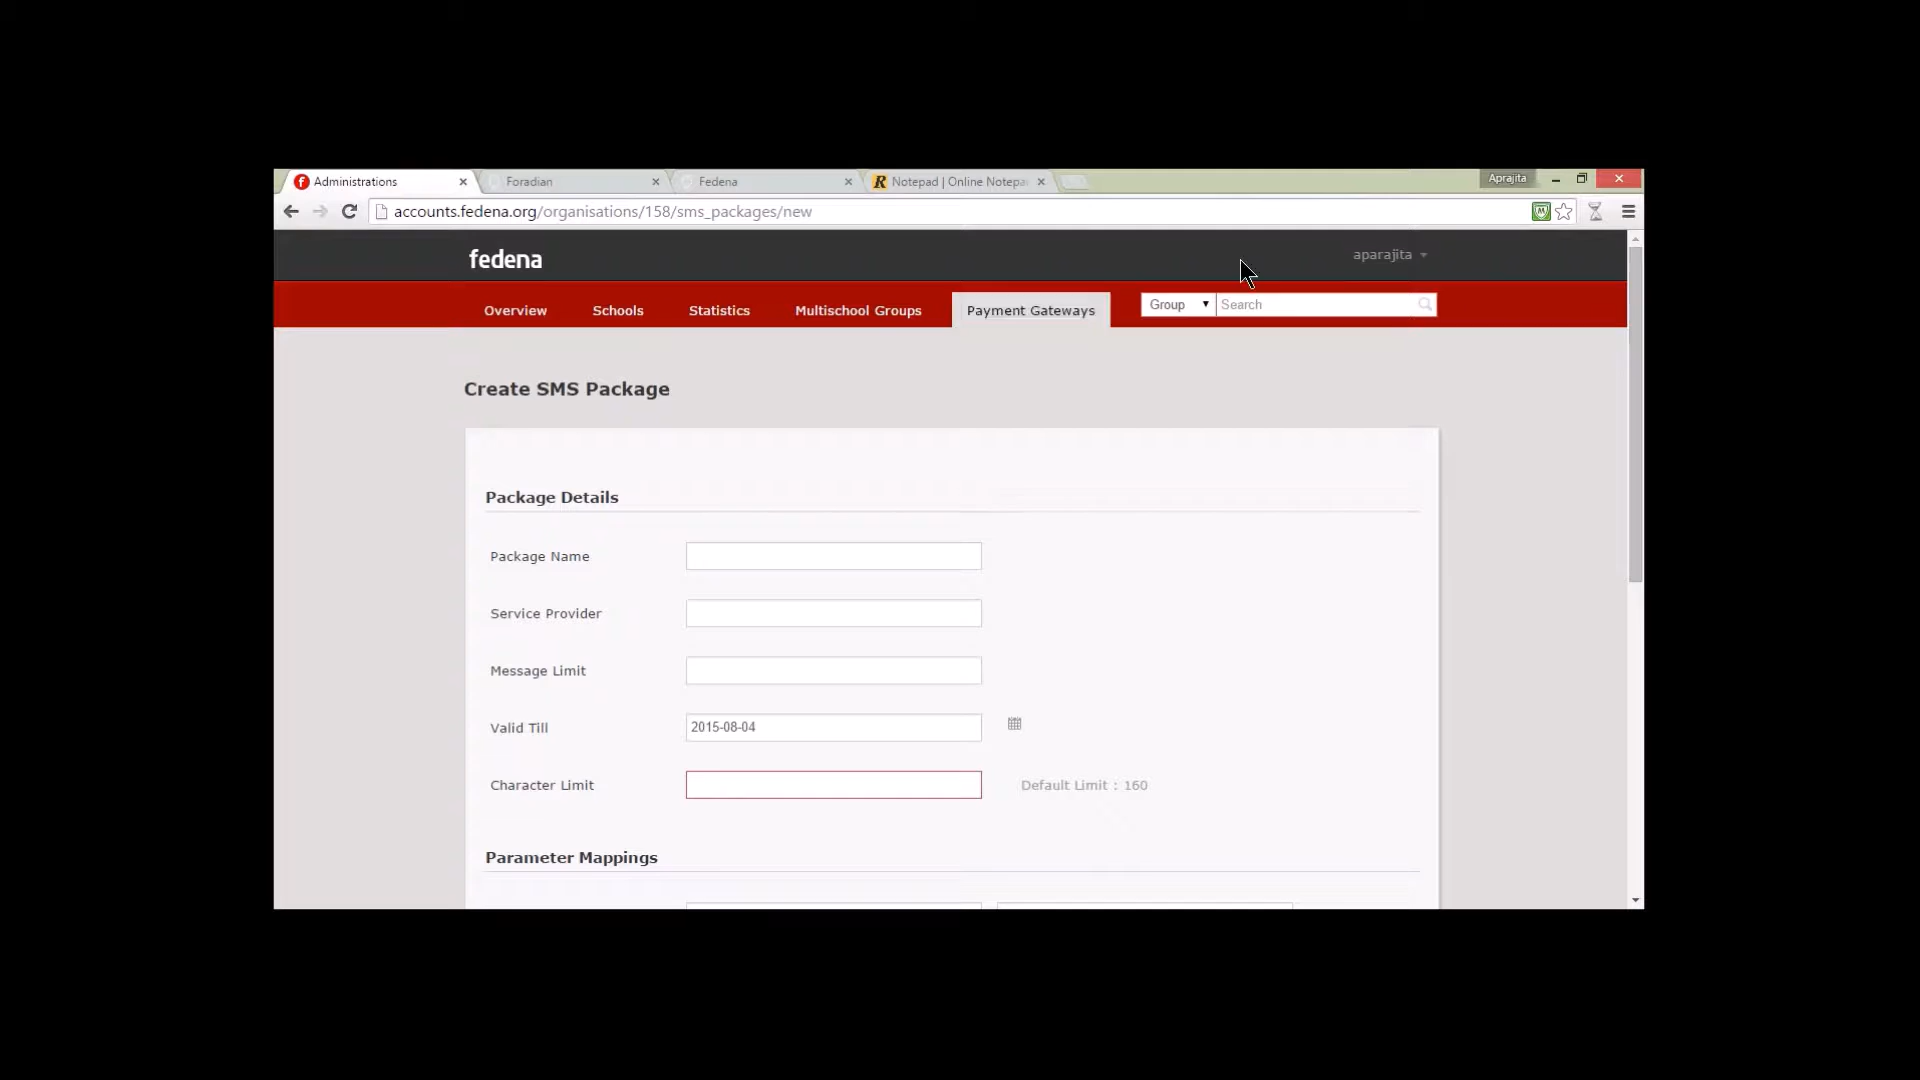 Administrations
Foradian
Fedena
Notepad | Online Notepa
Aprajita
accounts.fedena.org/organisations/158/sms_packages/new
fedena
aparajita
Overview
Schools
Statistics
Multischool Groups
Payment Gateways
Group
Search
Create SMS Package
Package Details
Package Name
Service Provider
Message Limit
Valid Till
2015-08-04
Character Limit
Default Limit : 160
Parameter Mappings